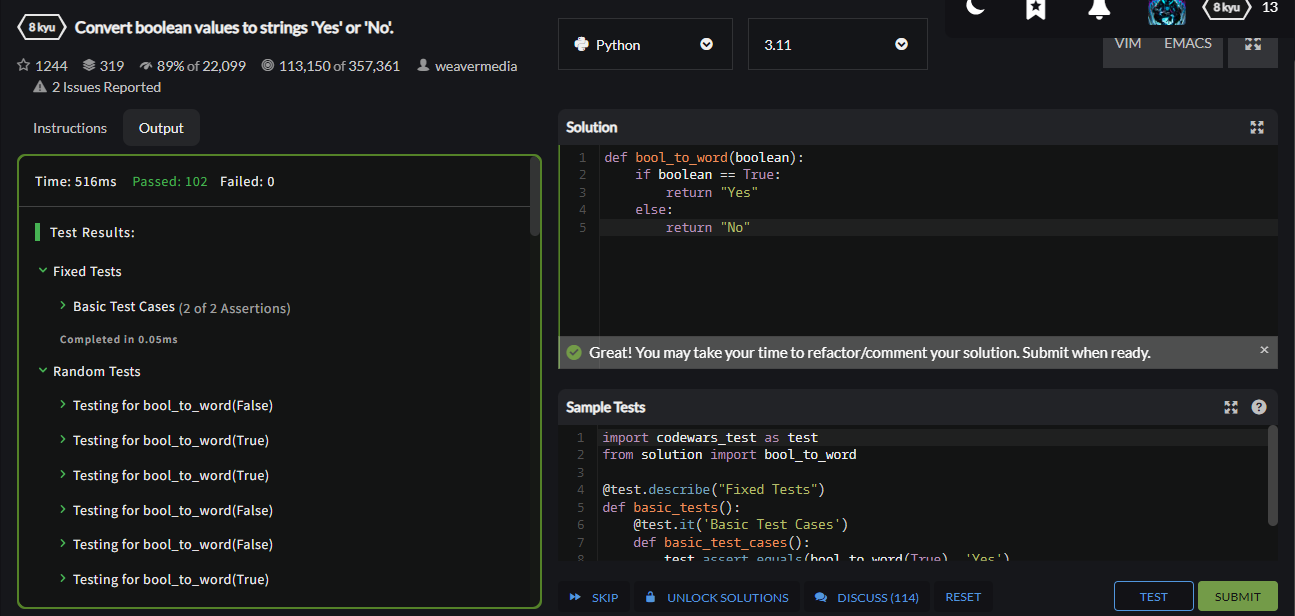 8 kyu Convert boolean values to strings 'Yes' or 'No'.
1244 319 89% of 22,099 113,150 of 357,361 weavermedia
2 Issues Reported
Instructions Output
Time: 516ms Passed: 102 Failed: 0
Test Results:
Fixed Tests
Basic Test Cases (2 of 2 Assertions)
Completed in 0.05ms
Random Tests
Testing for bool_to_word(False)
Testing for bool_to_word(True)
Testing for bool_to_word(True)
Testing for bool_to_word(False)
Testing for bool_to_word(False)
Testing for bool_to_word(True)
8 kyu 13
Python 3.11 VIM EMACS
Solution
1 def bool_to_word(boolean):
2 if boolean == True:
3 return "Yes"
4 else:
5 return "No"
Great! You may take your time to refactor/comment your solution. Submit when ready. ×
Sample Tests ?
1 import codewars_test as test
2 from solution import bool_to_word
3
4 @test.describe("Fixed Tests")
5 def basic_tests():
6 @test.it('Basic Test Cases')
7 def basic_test_cases():
8 test.assert_equals(bool_to_word(True), 'Yes')
SKIP UNLOCK SOLUTIONS DISCUSS (114) RESET TEST SUBMIT